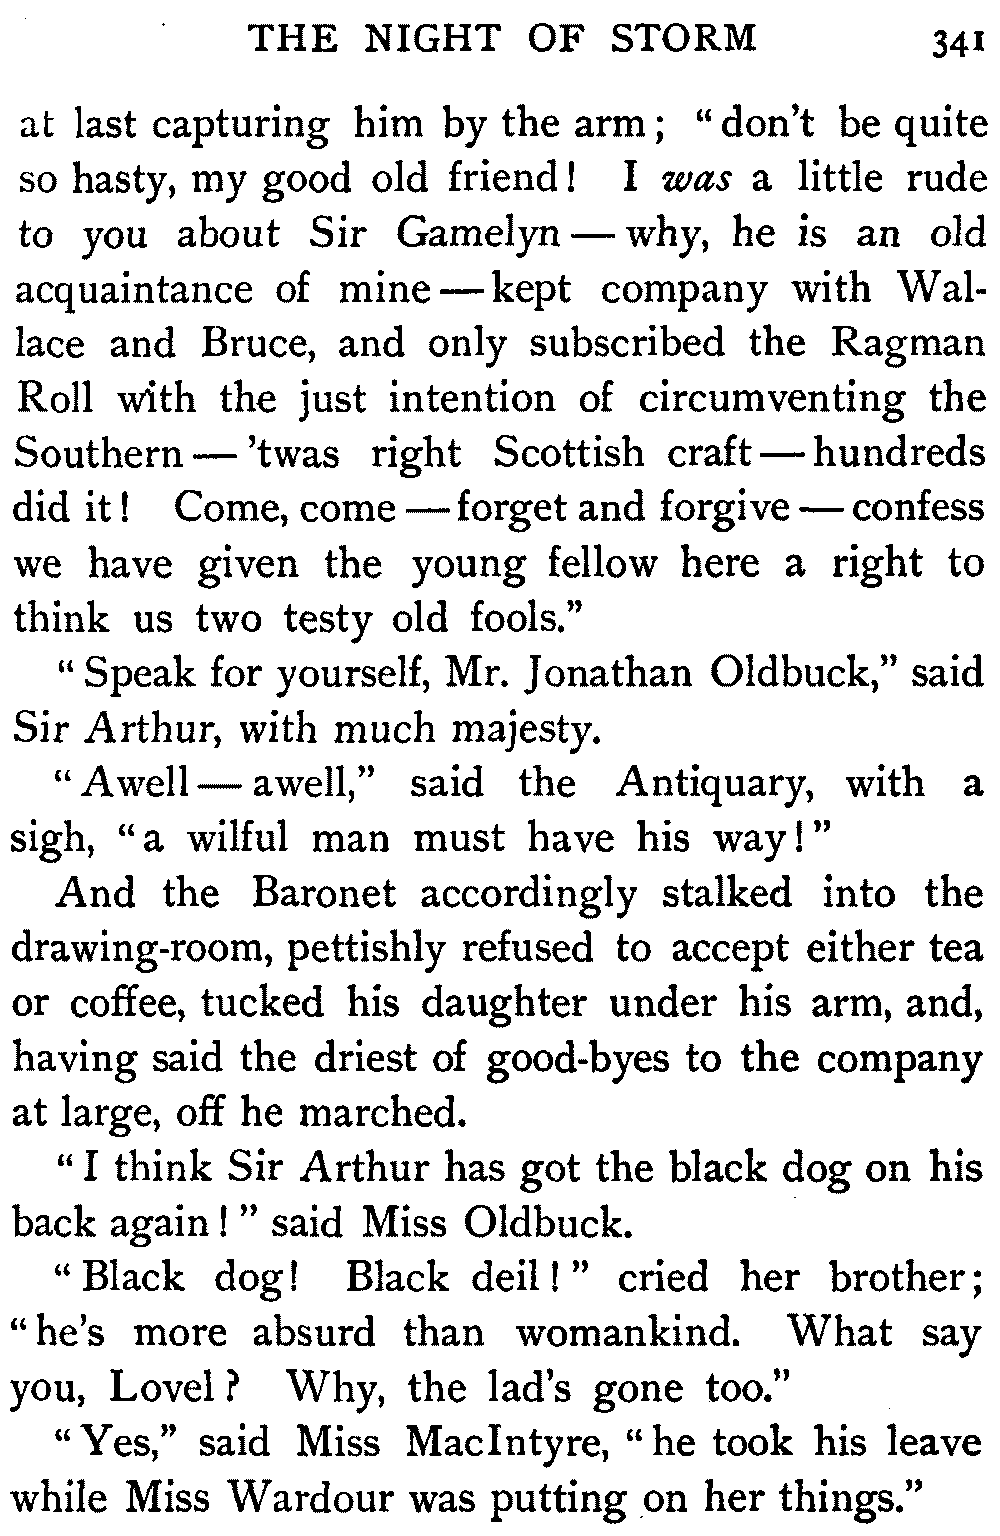 THE NIGHT OF STORM 341
at last capturing him by the arm; "don't be quite
so hasty, my good old friend! I was a little rude
to you about Sir Gamelyn — why, he is an old
acquaintance of mine — kept company with Wal-
lace and Bruce, and only subscribed the Ragman
Roll with the just intention of circumventing the
Southern — 'twas right Scottish craft — hundreds
did it! Come, come — forget and forgive — confess
we have given the young fellow here a right to
think us two testy old fools."
"Speak for yourself, Mr. Jonathan Oldbuck," said
Sir Arthur, with much majesty.
"Awell — awell," said the Antiquary, with a
sigh, "a wilful man must have his way!"
And the Baronet accordingly stalked into the
drawing-room, pettishly refused to accept either tea
or coffee, tucked his daughter under his arm, and,
having said the driest of good-byes to the company
at large, off he marched.
"I think Sir Arthur has got the black dog on his
back again!" said Miss Oldbuck.
"Black dog! Black deil!" cried her brother;
"he's more absurd than womankind. What say
you, Lovel? Why, the lad's gone too."
"Yes," said Miss MacIntyre, "he took his leave
while Miss Wardour was putting on her things."